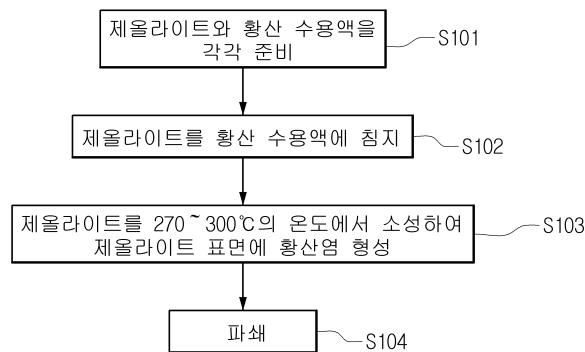 제올라이트와 황산 수용액을
각각 준비
S101
제올라이트를 황산 수용액에 침지
S102
제올라이트를 270~300℃의 온도에서 소성하여
제올라이트 표면에 황산염 형성
S103
파쇄
S104